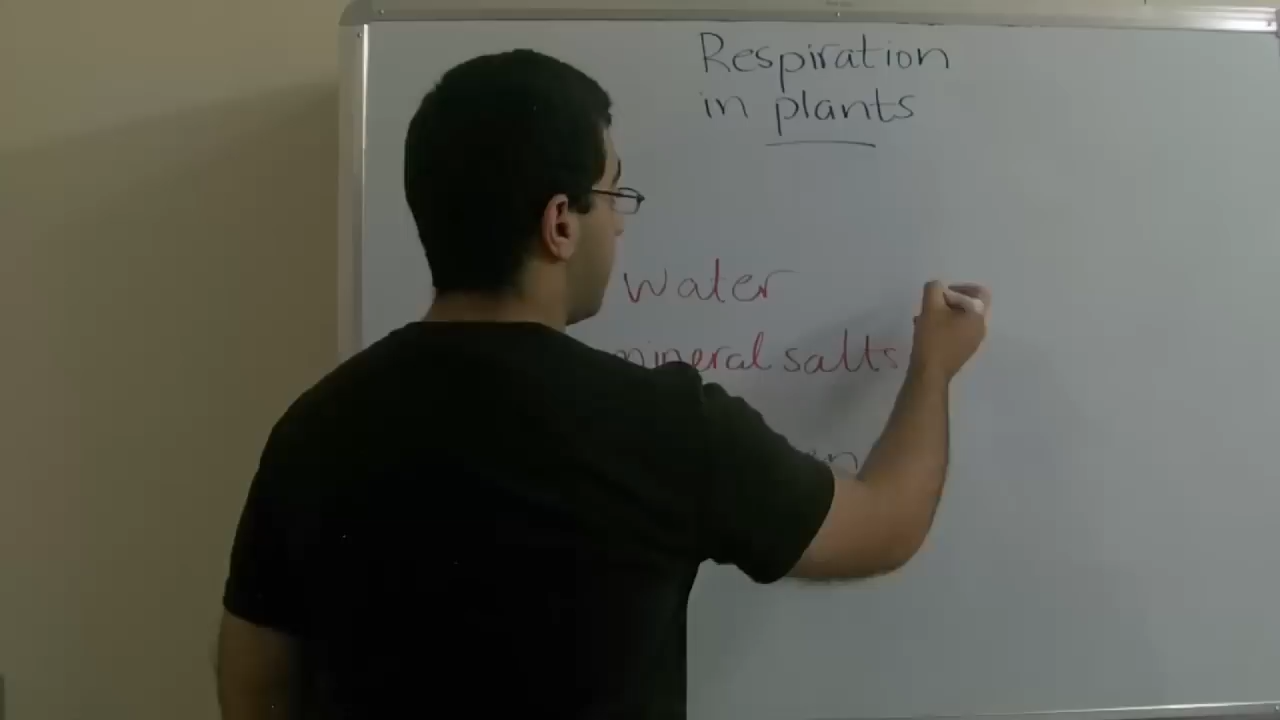 Respiration
in plants
water
mineral salts